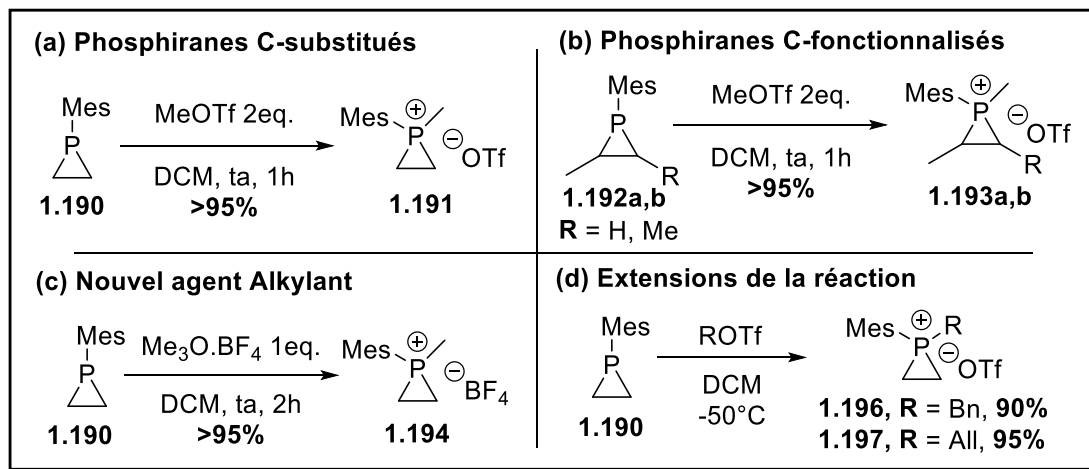 (a) Phosphiranes C-substitués
Mes
P
1.190
MeOTf 2eq.
DCM, ta, 1h
>95%
Mes
P
+
−
OTf
1.191
(b) Phosphiranes C-fonctionnalisés
Mes
P
R
1.192a,b
R = H, Me
MeOTf 2eq.
DCM, ta, 1h
>95%
Mes
P
+
−
OTf
R
1.193a,b
(c) Nouvel agent Alkylant
Mes
P
1.190
Me3O.BF4 1eq.
DCM, ta, 2h
>95%
Mes
P
+
−
BF4
1.194
(d) Extensions de la réaction
Mes
P
1.190
ROTf
DCM
-50°C
Mes
P
+
R
−
OTf
1.196, R = Bn, 90%
1.197, R = All, 95%